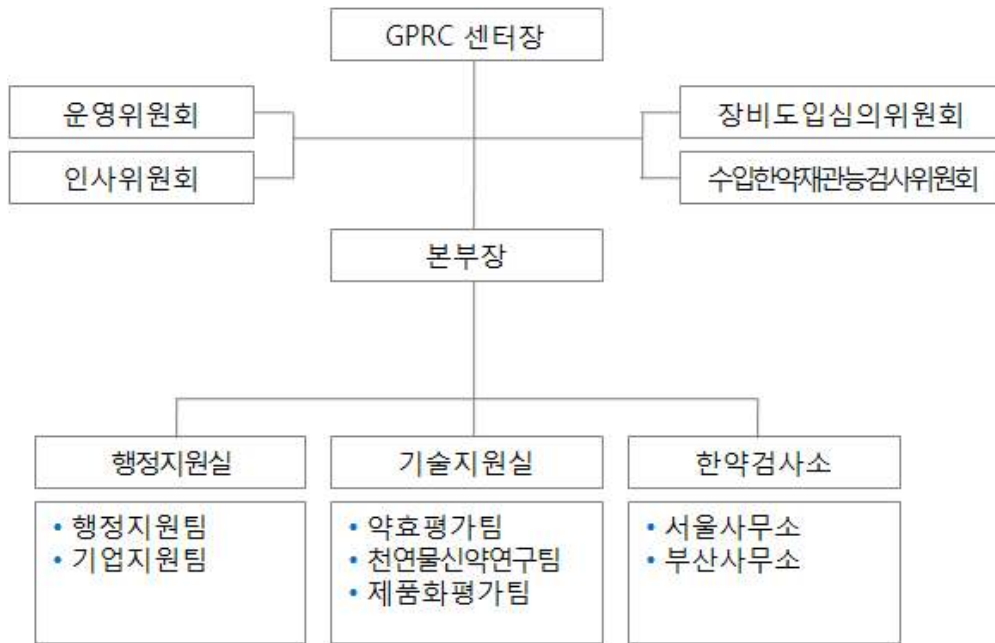 GPRC 센터장
운영위원회
장비도입심의위원회
인사위원회
수입한약재관능검사위원회
본부장
행정지원실
기술지원실
한약검사소
• 행정지원팀
• 기업지원팀
• 약효평가팀
• 천연물신약연구팀
• 제품화평가팀
• 서울사무소
• 부산사무소